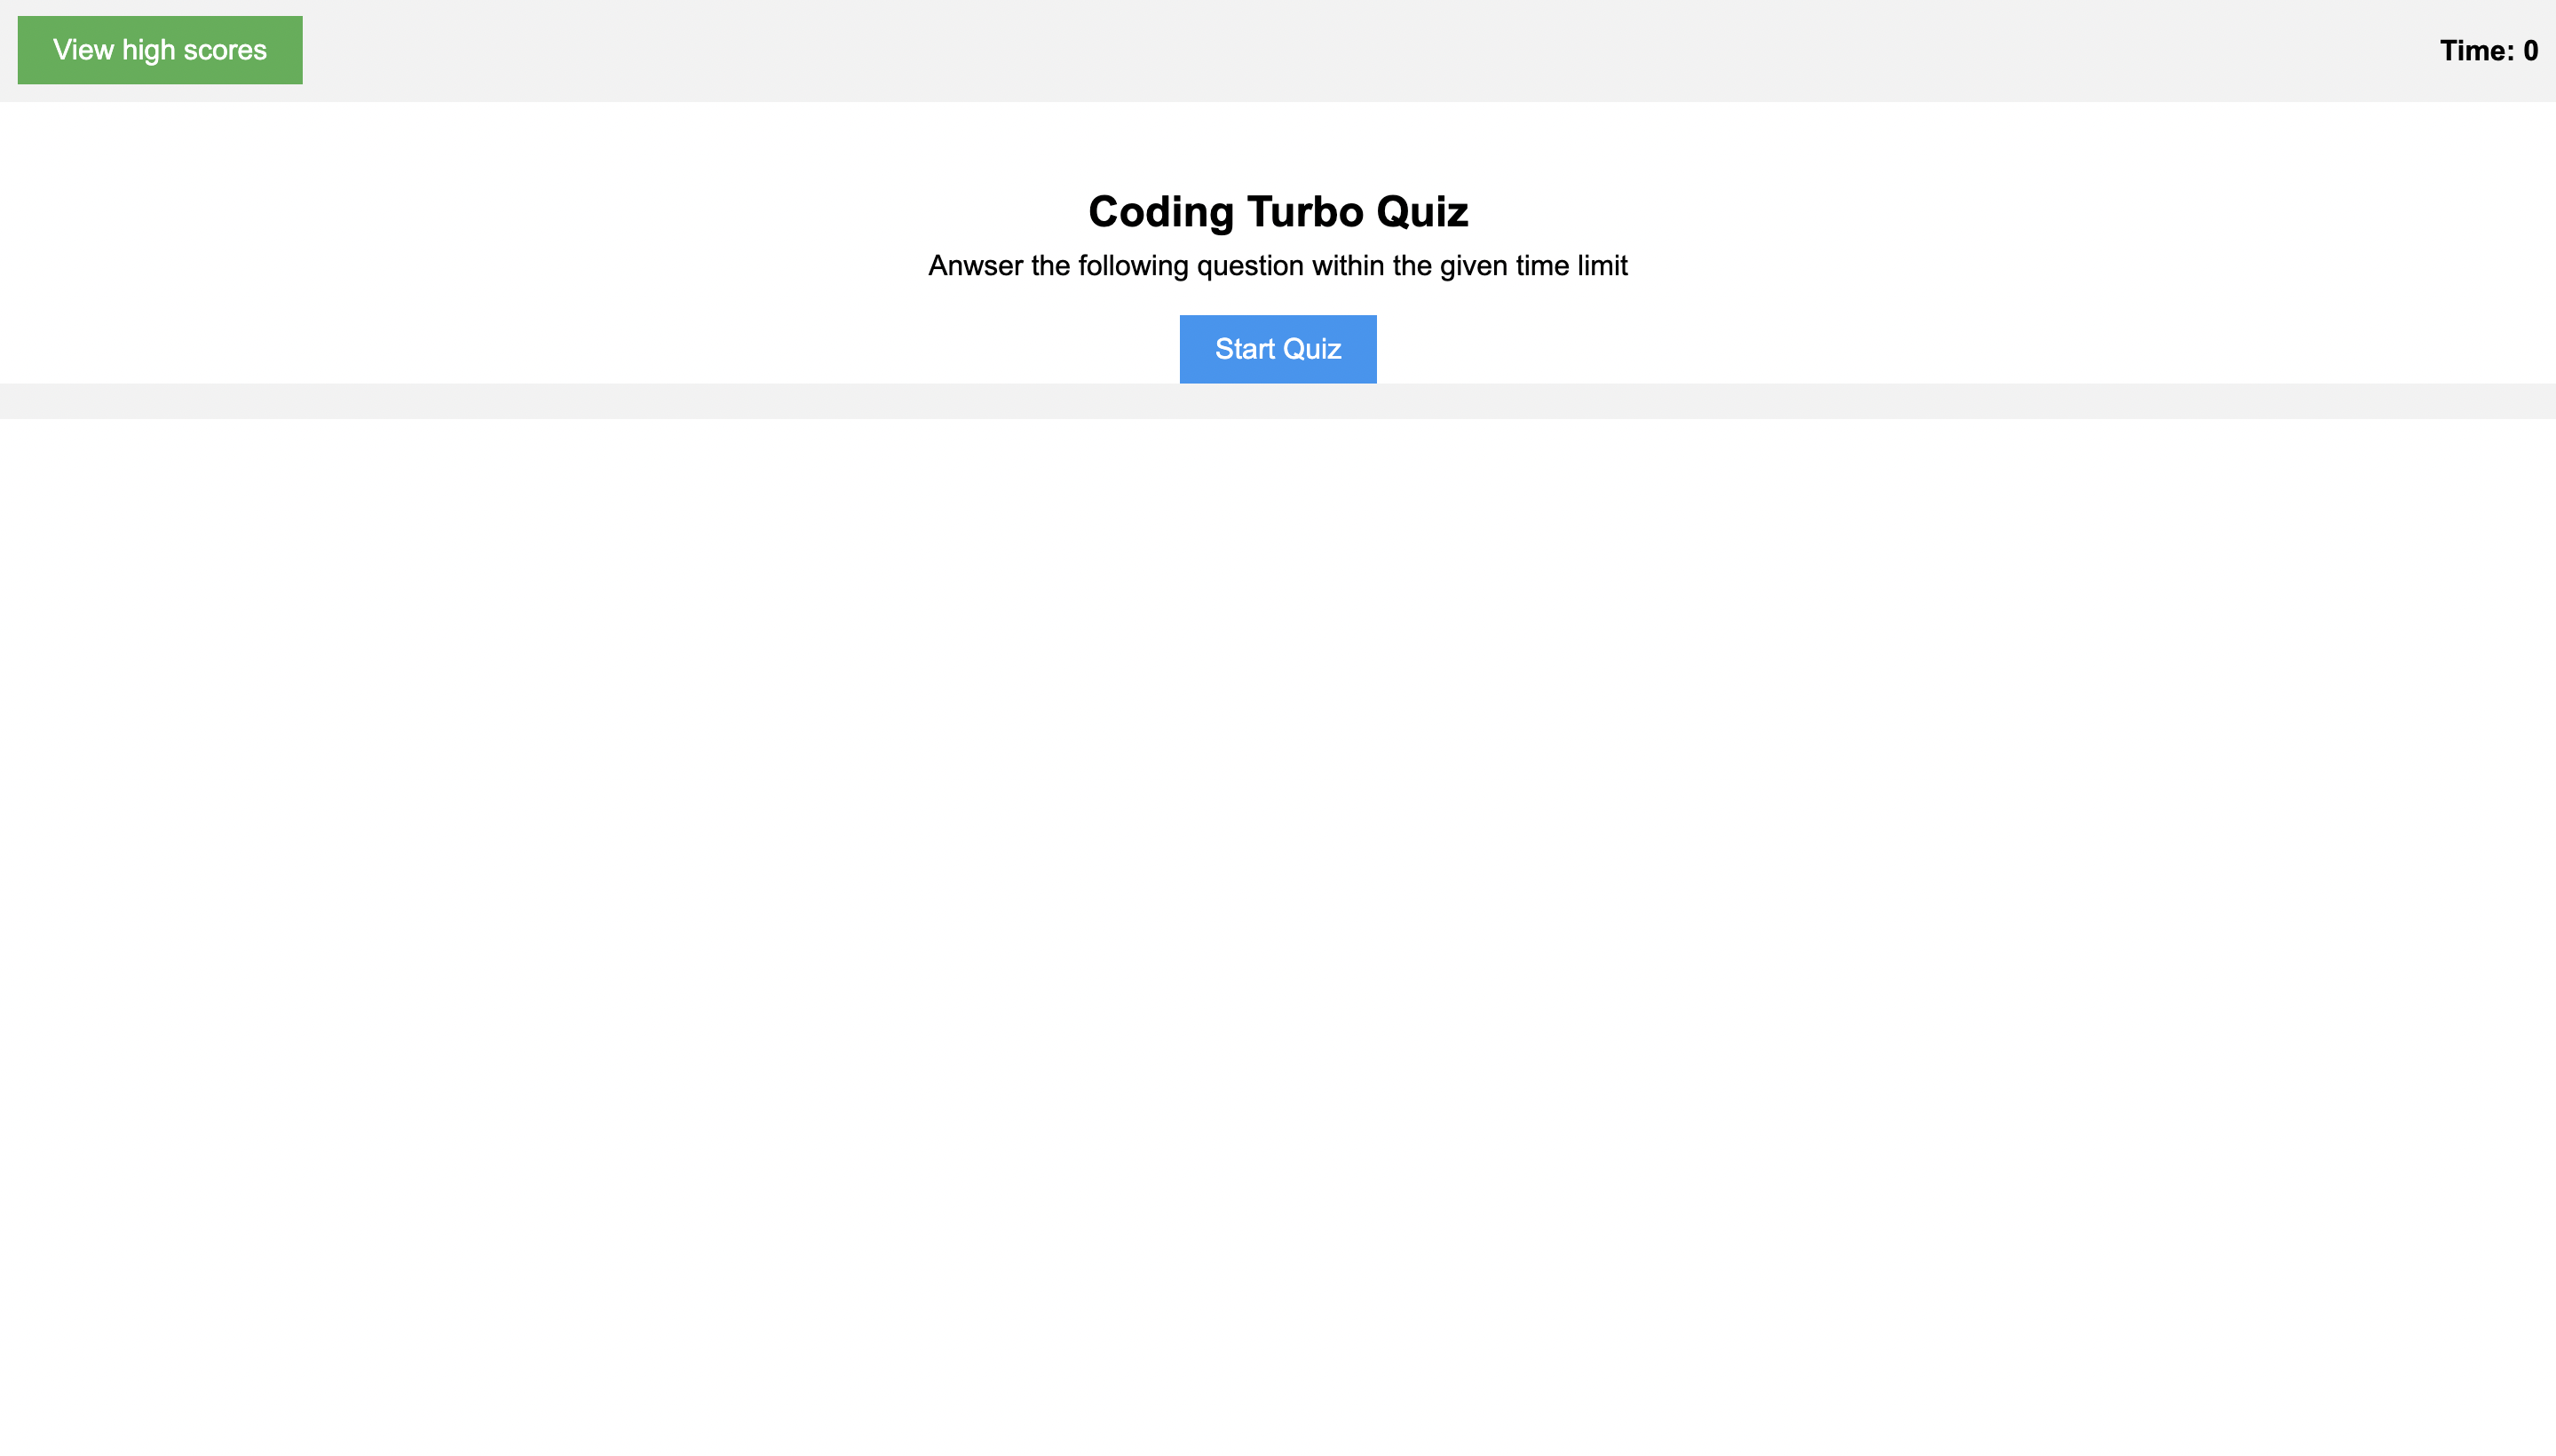 View high scores
Time: 0
Coding Turbo Quiz
Anwser the following question within the given time limit
Start Quiz